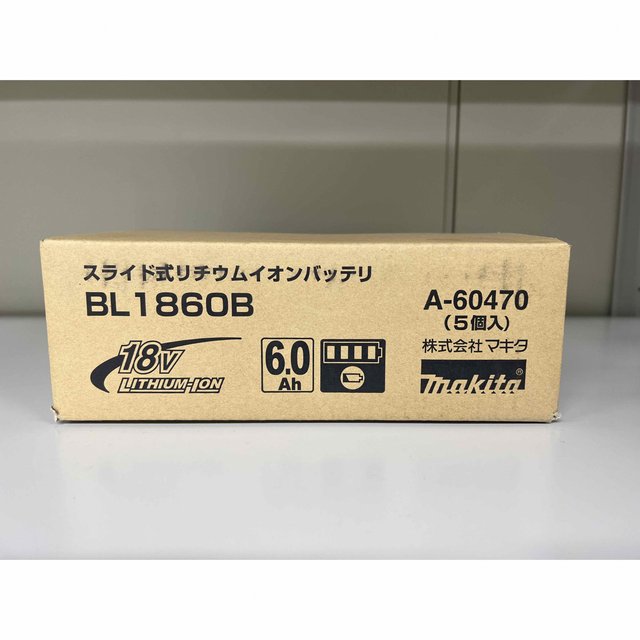 スライド式リチウムイオンバッテリ
BL1860B
A-60470
(5個入)
株式会社マキタ
18V
LITHIUM-ION
6.0
Ah
makita®